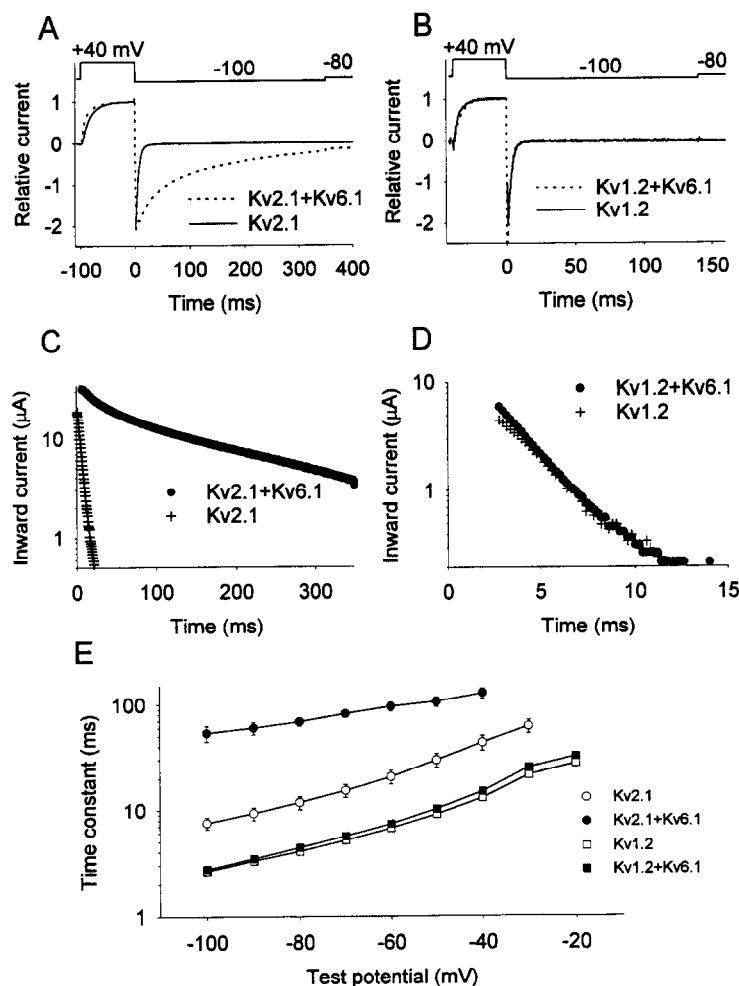 A
+40 mV
-100
-80
Relative current
1
0
-1
-2
Kv2.1+Kv6.1
Kv2.1
-100 0 100 200 300 400
Time (ms)
B
+40 mV
-100
-80
Relative current
1
0
-1
-2
Kv1.2+Kv6.1
Kv1.2
0 50 100 150
Time (ms)
C
Inward current (µA)
10
1
Kv2.1+Kv6.1
Kv2.1
0 100 200 300
Time (ms)
D
Inward current (µA)
10
1
Kv1.2+Kv6.1
Kv1.2
0 5 10 15
Time (ms)
E
Time constant (ms)
100
10
1
Kv2.1
Kv2.1+Kv6.1
Kv1.2
Kv1.2+Kv6.1
-100 -80 -60 -40 -20
Test potential (mV)